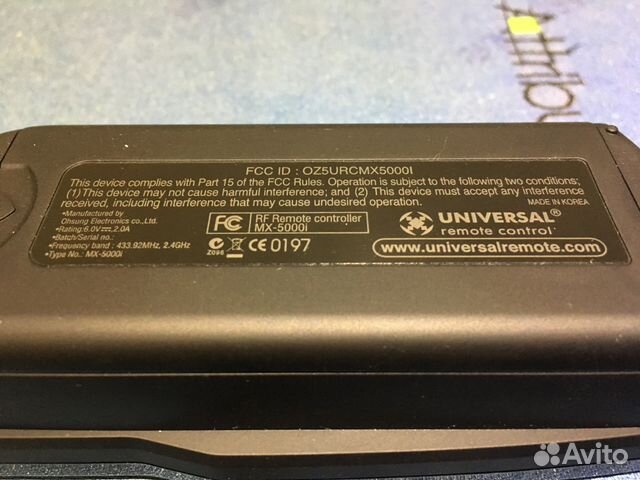 FCC ID : OZ5URCMX5000I
This device complies with Part 15 of the FCC Rules. Operation is subject to the following two conditions;
(1)This device may not cause harmful interference; and (2) This device must accept any interference
received, including interference that may cause undesired operation.
MADE IN KOREA
•Manufactured by
Ohsung Electronics co.,Ltd.
•Rating:6.0V⎓2.0A
•Batch/Serial no.:
•Frequency band : 433.92MHz, 2.4GHz
•Type No.: MX-5000i
FC RF Remote controller
MX-5000i
Z096 CE0197
UNIVERSAL®
remote control
www.universalremote.com
Avito